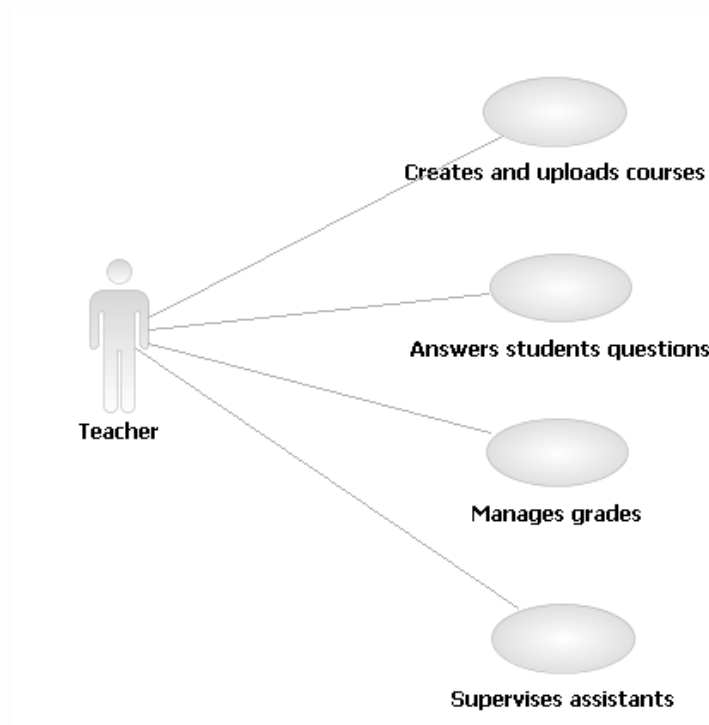 Creates and uploads courses
Answers students questions
Teacher
Manages grades
Supervises assistants